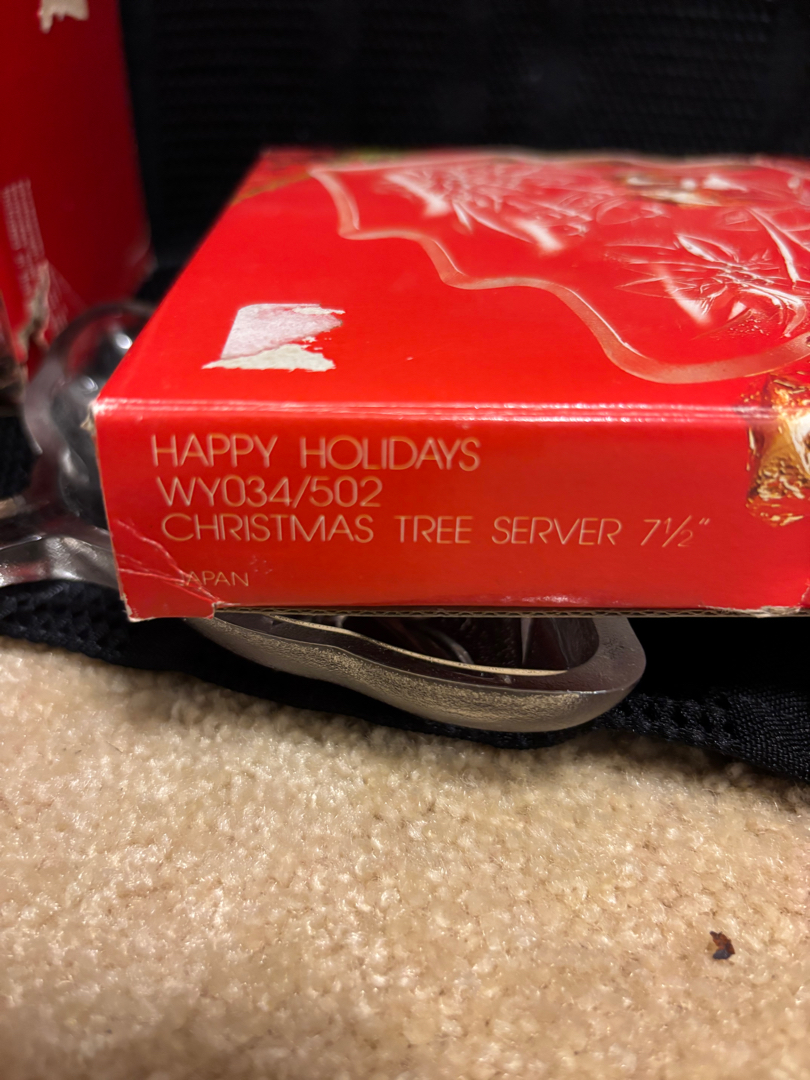 HAPPY HOLIDAYS
WY034/502
CHRISTMAS TREE SERVER 7½"
JAPAN